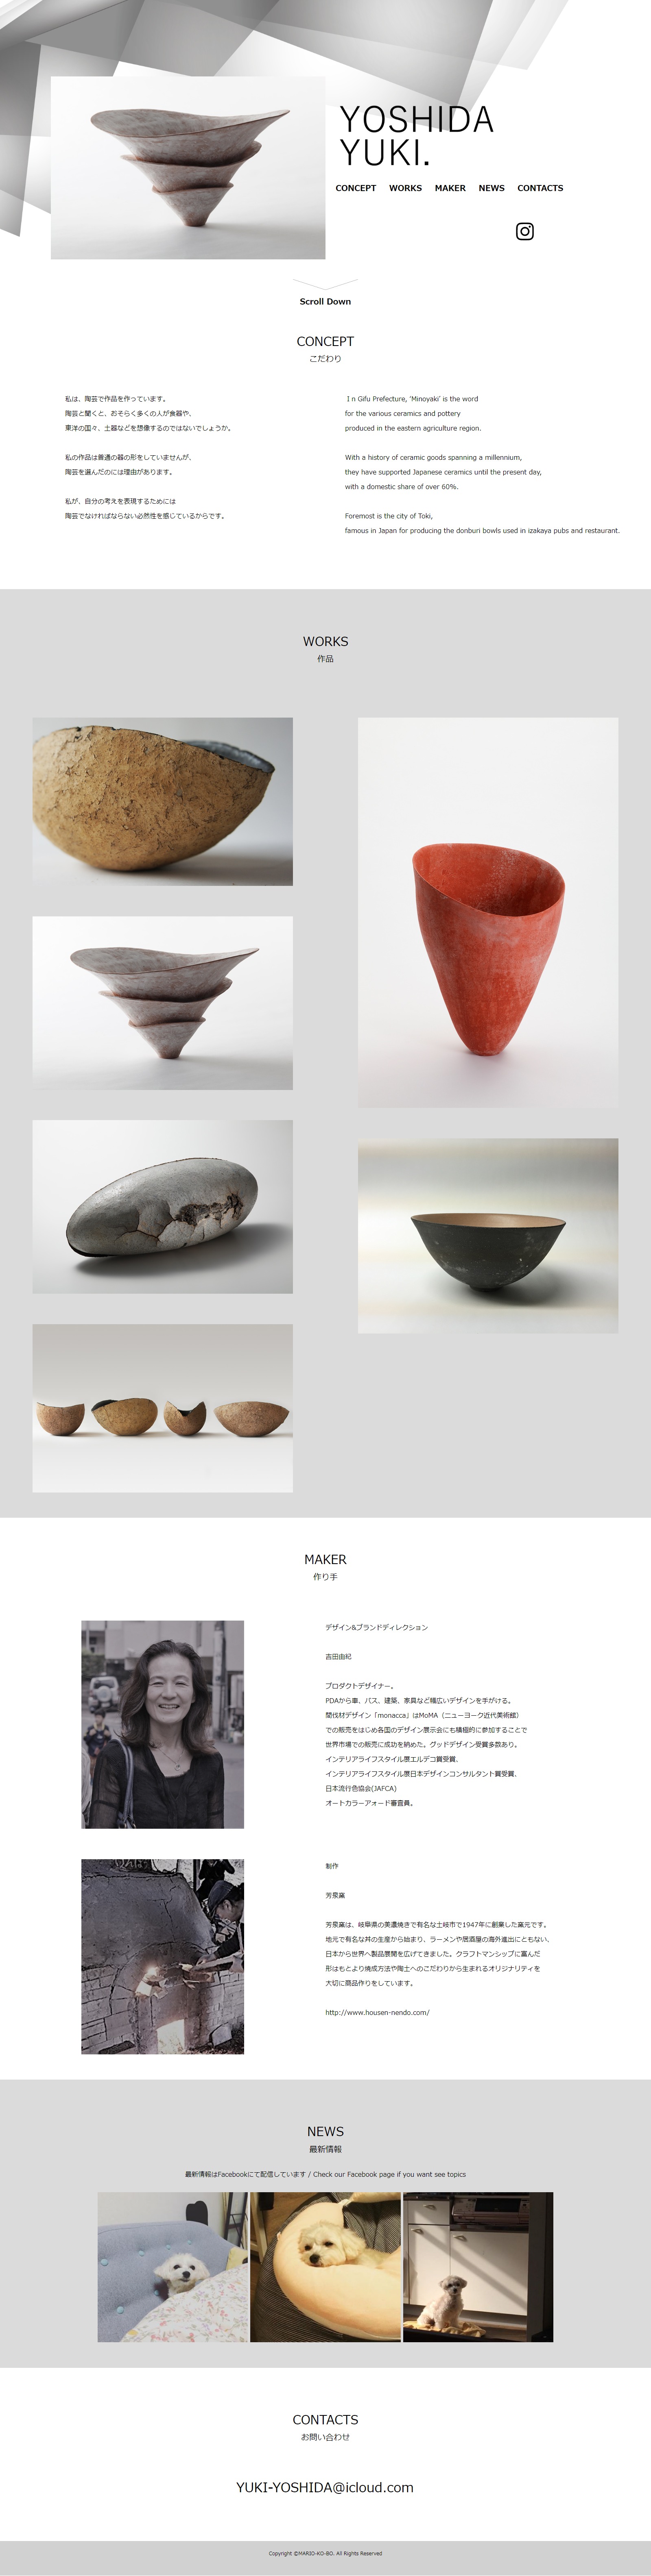 YOSHIDA
YUKI.
CONCEPT WORKS MAKER NEWS CONTACTS
Scroll Down
CONCEPT
こだわり
私は、陶芸で作品を作っています。
陶芸と聞くと、おそらく多くの人が食器や、
東洋の国々、土器などを想像するのではないでしょうか。
私の作品は普通の器の形をしていませんが、
陶芸を選んだのには理由があります。
私が、自分の考えを表現するためには
陶芸でなければならない必然性を感じているからです。
Ｉn Gifu Prefecture, 'Minoyaki' is the word
for the various ceramics and pottery
produced in the eastern agriculture region.
With a history of ceramic goods spanning a millennium,
they have supported Japanese ceramics until the present day,
with a domestic share of over 60%.
Foremost is the city of Toki,
famous in Japan for producing the donburi bowls used in izakaya pubs and restaurant.
WORKS
作品
MAKER
作り手
デザイン&ブランドディレクション
吉田由紀
プロダクトデザイナー。
PDAから車、バス、建築、家具など幅広いデザインを手がける。
間伐材デザイン「monacca」はMoMA（ニューヨーク近代美術館）
での販売をはじめ各国のデザイン展示会にも積極的に参加することで
世界市場での販売に成功を納めた。グッドデザイン受賞多数あり。
インテリアライフスタイル展エルデコ賞受賞、
インテリアライフスタイル展日本デザインコンサルタント賞受賞、
日本流行色協会(JAFCA)
オートカラーアォード審査員。
制作
芳泉窯
芳泉窯は、岐阜県の美濃焼きで有名な土岐市で1947年に創業した窯元です。
地元で有名な丼の生産から始まり、ラーメンや居酒屋の海外進出にともない、
日本から世界へ製品展開を広げてきました。クラフトマンシップに富んだ
形はもとより焼成方法や陶土へのこだわりから生まれるオリジナリティを
大切に商品作りをしています。
http://www.housen-nendo.com/
NEWS
最新情報
最新情報はFacebookにて配信しています / Check our Facebook page if you want see topics
CONTACTS
お問い合わせ
YUKI-YOSHIDA@icloud.com
Copyright ©MARIO-KO-BO. All Rights Reserved